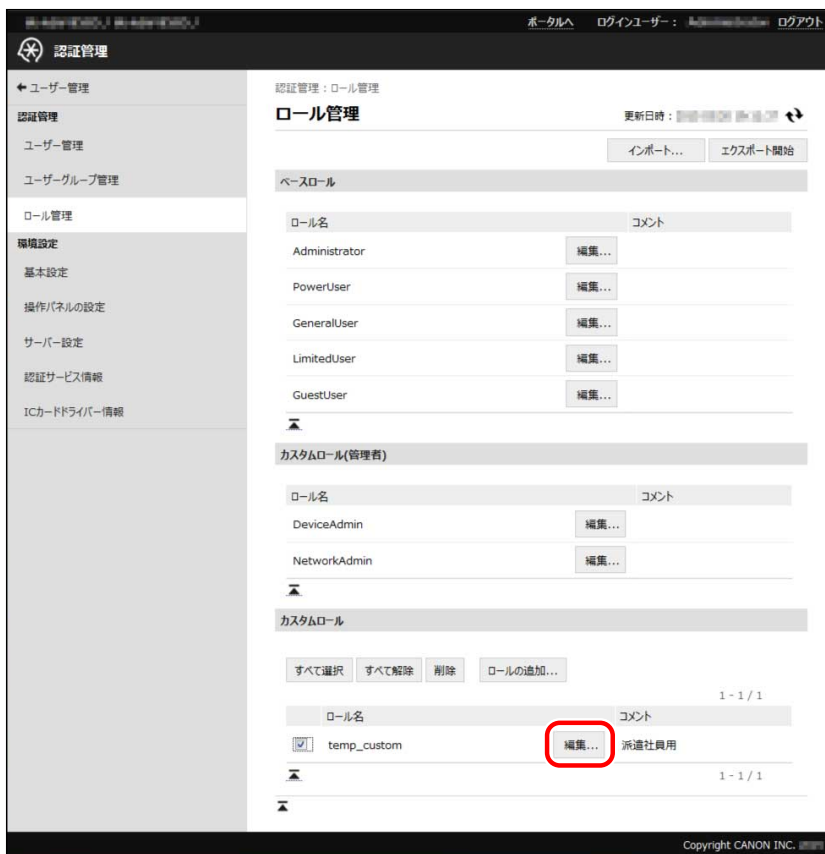 ポータルへ ログインユーザー： ログアウト
認証管理
ユーザー管理
認証管理
ユーザー管理
ユーザーグループ管理
ロール管理
環境設定
基本設定
操作パネルの設定
サーバー設定
認証サービス情報
ICカードドライバー情報
認証管理：ロール管理
ロール管理
更新日時：
インポート... エクスポート開始
ベースロール
ロール名 コメント
Administrator 編集...
PowerUser 編集...
GeneralUser 編集...
LimitedUser 編集...
GuestUser 編集...
カスタムロール(管理者)
ロール名 コメント
DeviceAdmin 編集...
NetworkAdmin 編集...
カスタムロール
すべて選択 すべて解除 削除 ロールの追加...
1 - 1 / 1
ロール名 コメント
temp_custom 編集... 派遣社員用
1 - 1 / 1
Copyright CANON INC.